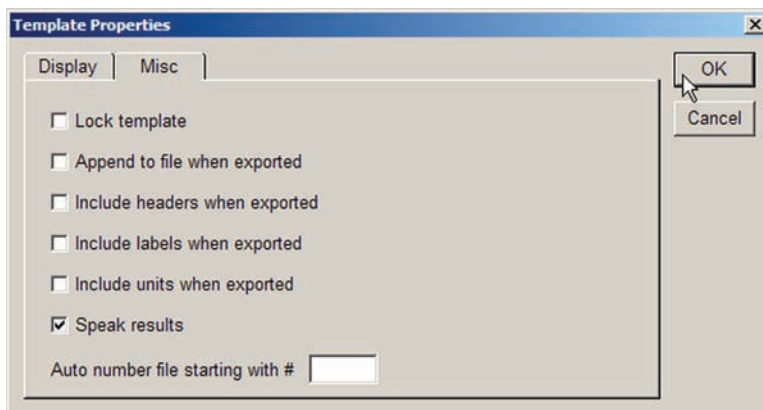 Template Properties
Display Misc
OK
Cancel
Lock template
Append to file when exported
Include headers when exported
Include labels when exported
Include units when exported
Speak results
Auto number file starting with #